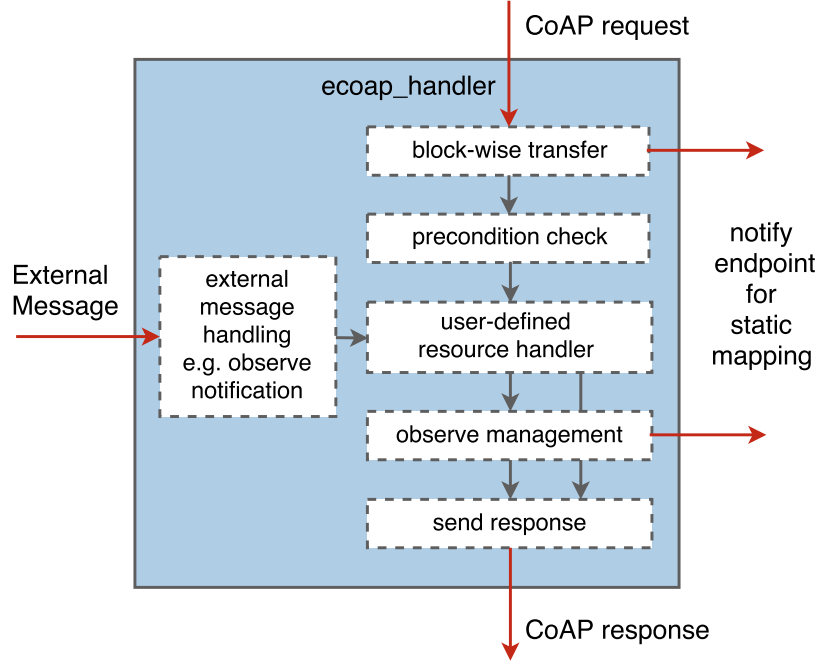 CoAP request
ecoap_handler
block-wise transfer
precondition check
notify
endpoint
for
static
mapping
External
Message
external
message
handling
e.g. observe
notification
user-defined
resource handler
observe management
send response
CoAP response